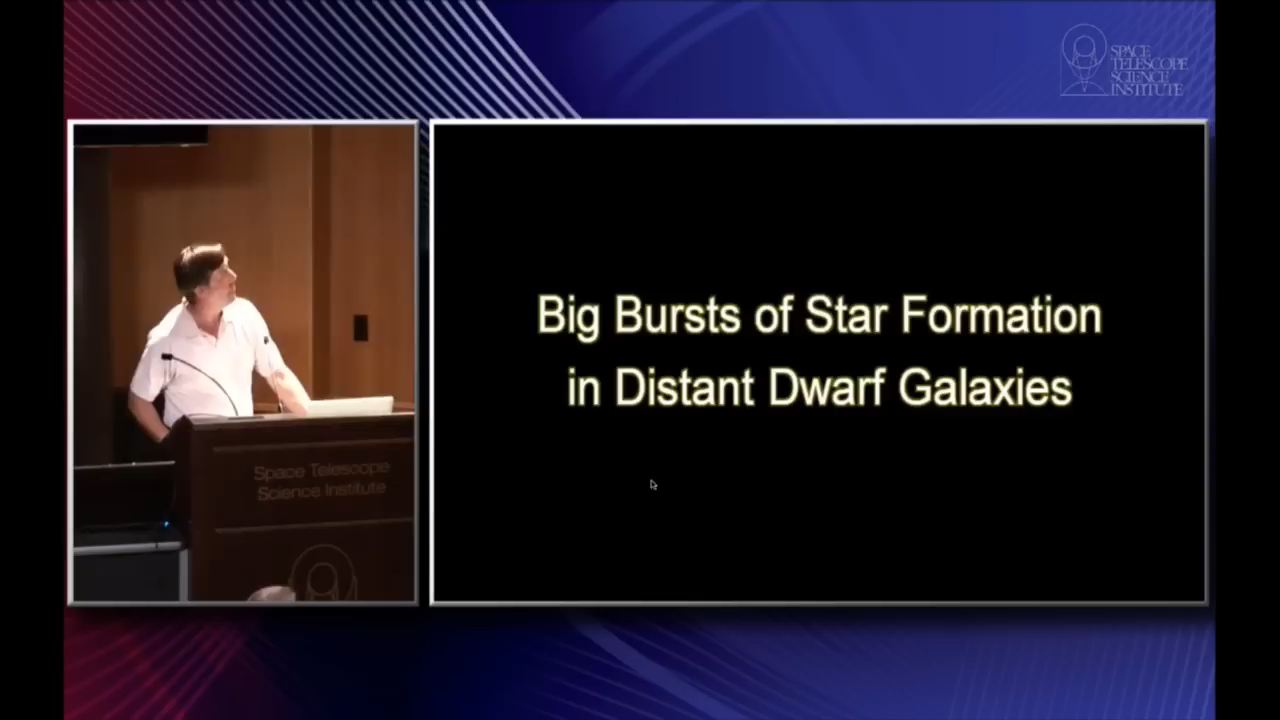 SPACE
TELESCOPE
SCIENCE
INSTITUTE
Big Bursts of Star Formation
in Distant Dwarf Galaxies
Space Telescope
Science Institute